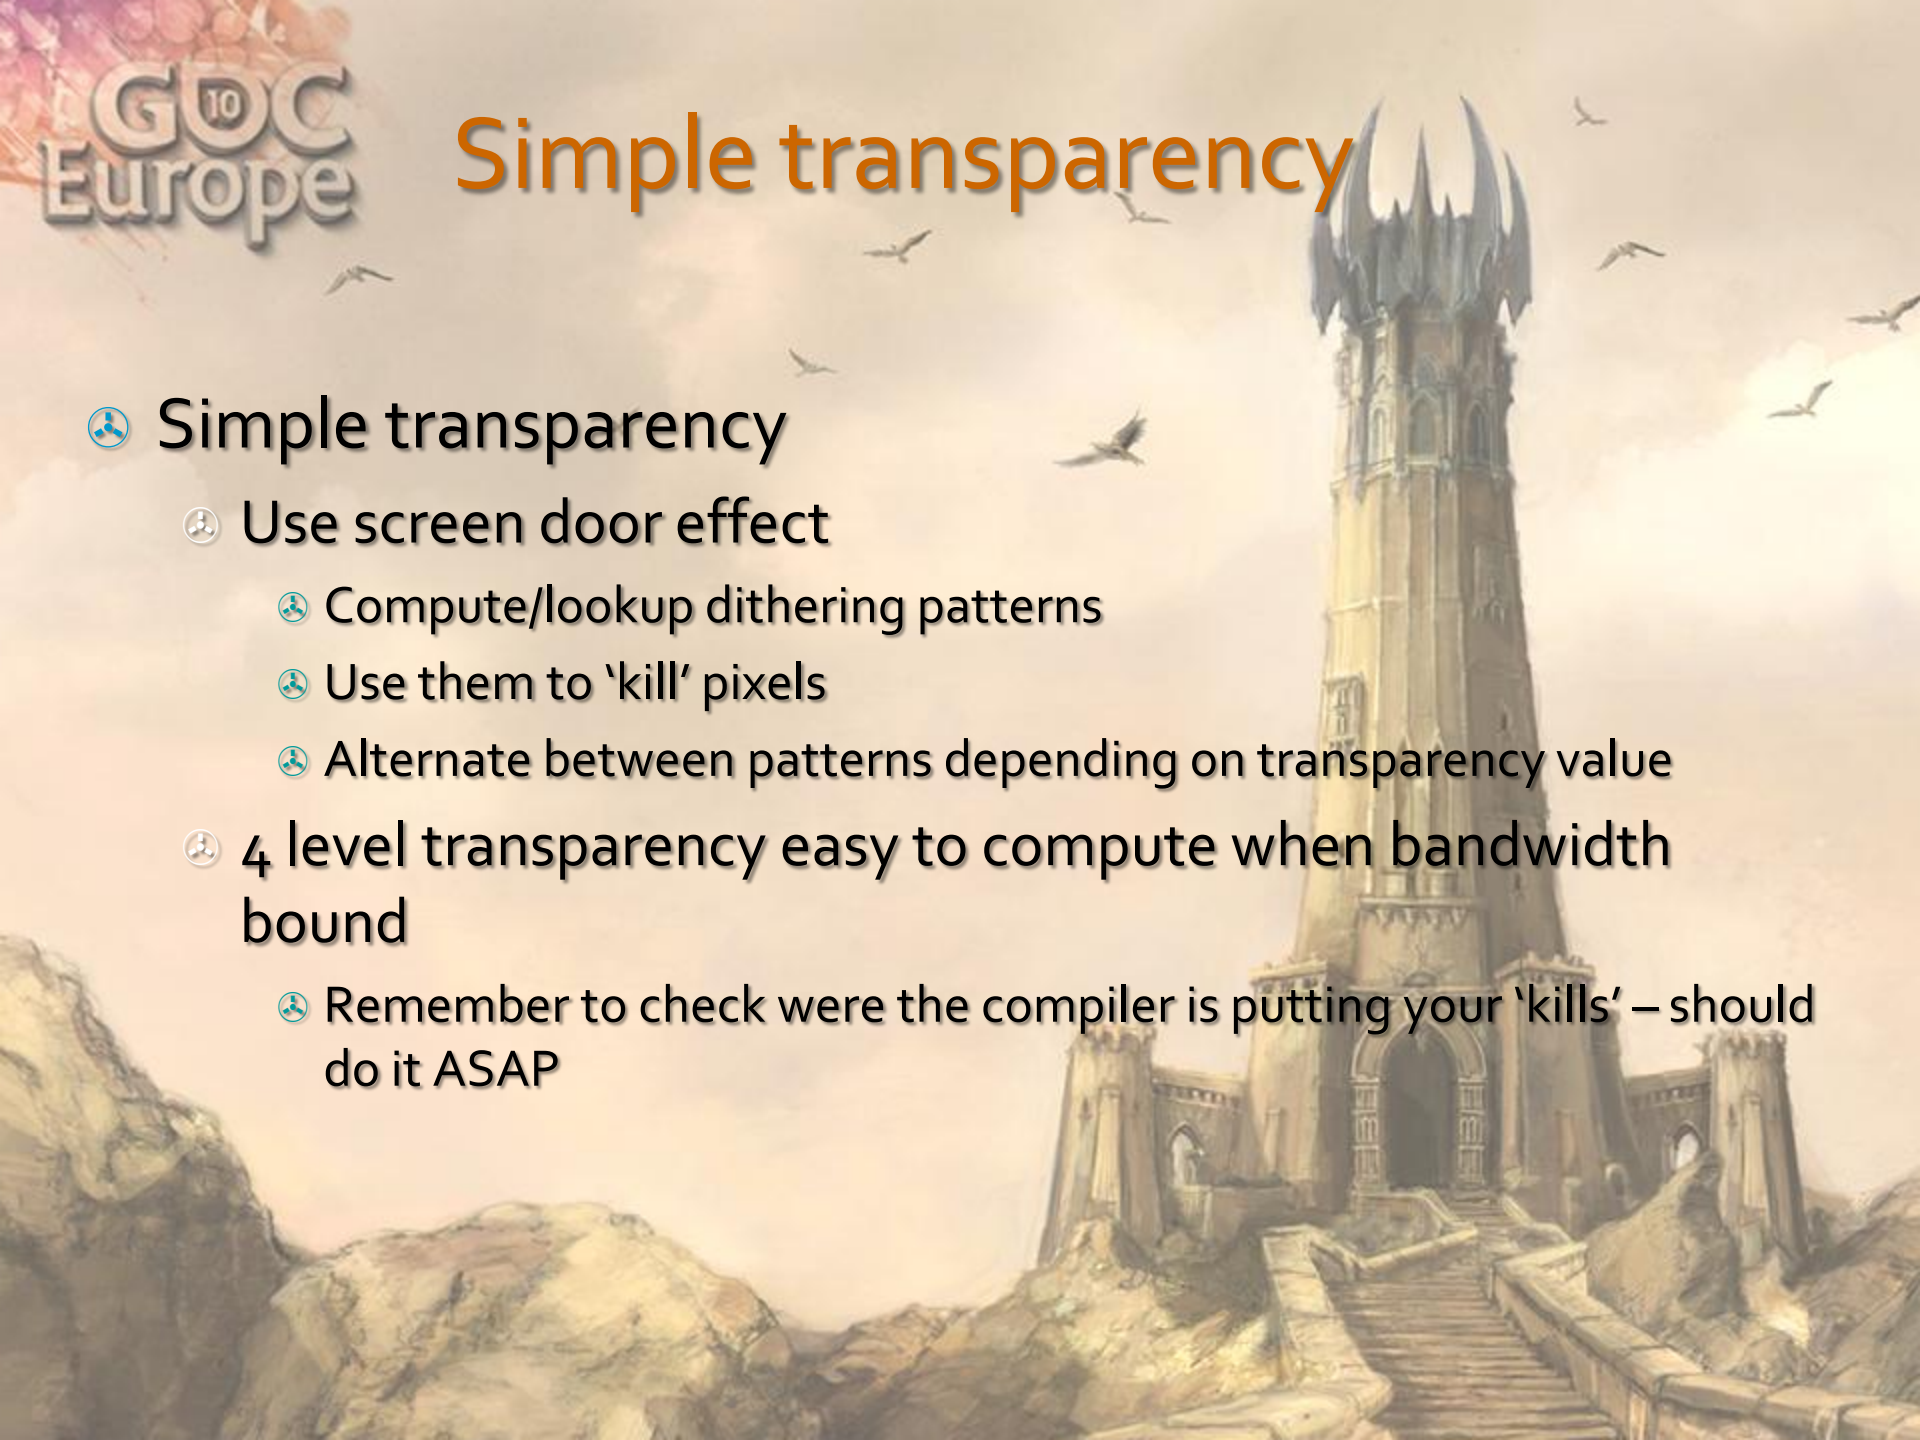 GDC
10
Europe
Simple transparency
Simple transparency
Use screen door effect
Compute/lookup dithering patterns
Use them to ‘kill’ pixels
Alternate between patterns depending on transparency value
4 level transparency easy to compute when bandwidth
bound
Remember to check were the compiler is putting your ‘kills’ – should
do it ASAP